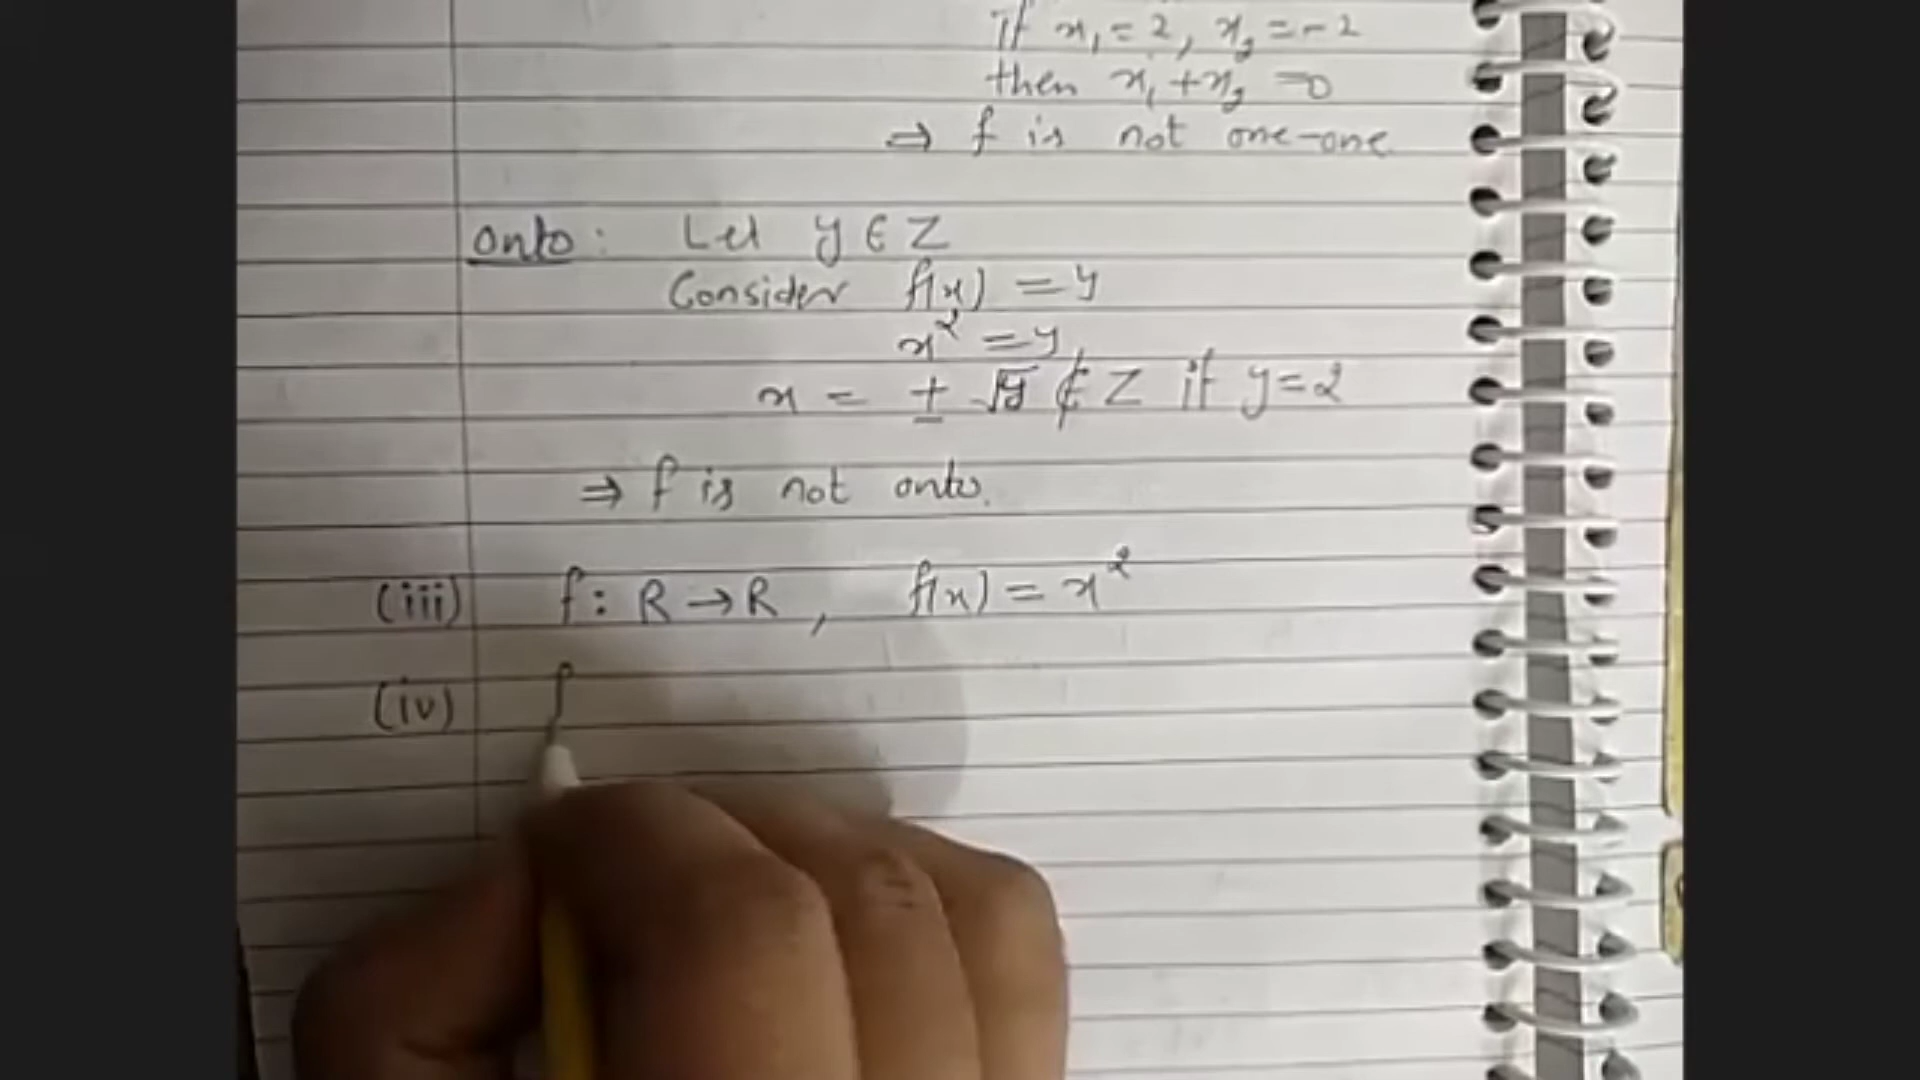 if x₁ = 2, x₂ = -2
then x₁ + x₂ = 0
⇒ f is not one-one
onto: Let y ∈ Z
Consider f(x) = y
x² = y
x = ± √y ∉ Z if y = 2
⇒ f is not onto.
(iii) f : R → R , f(x) = x²
(iv) f